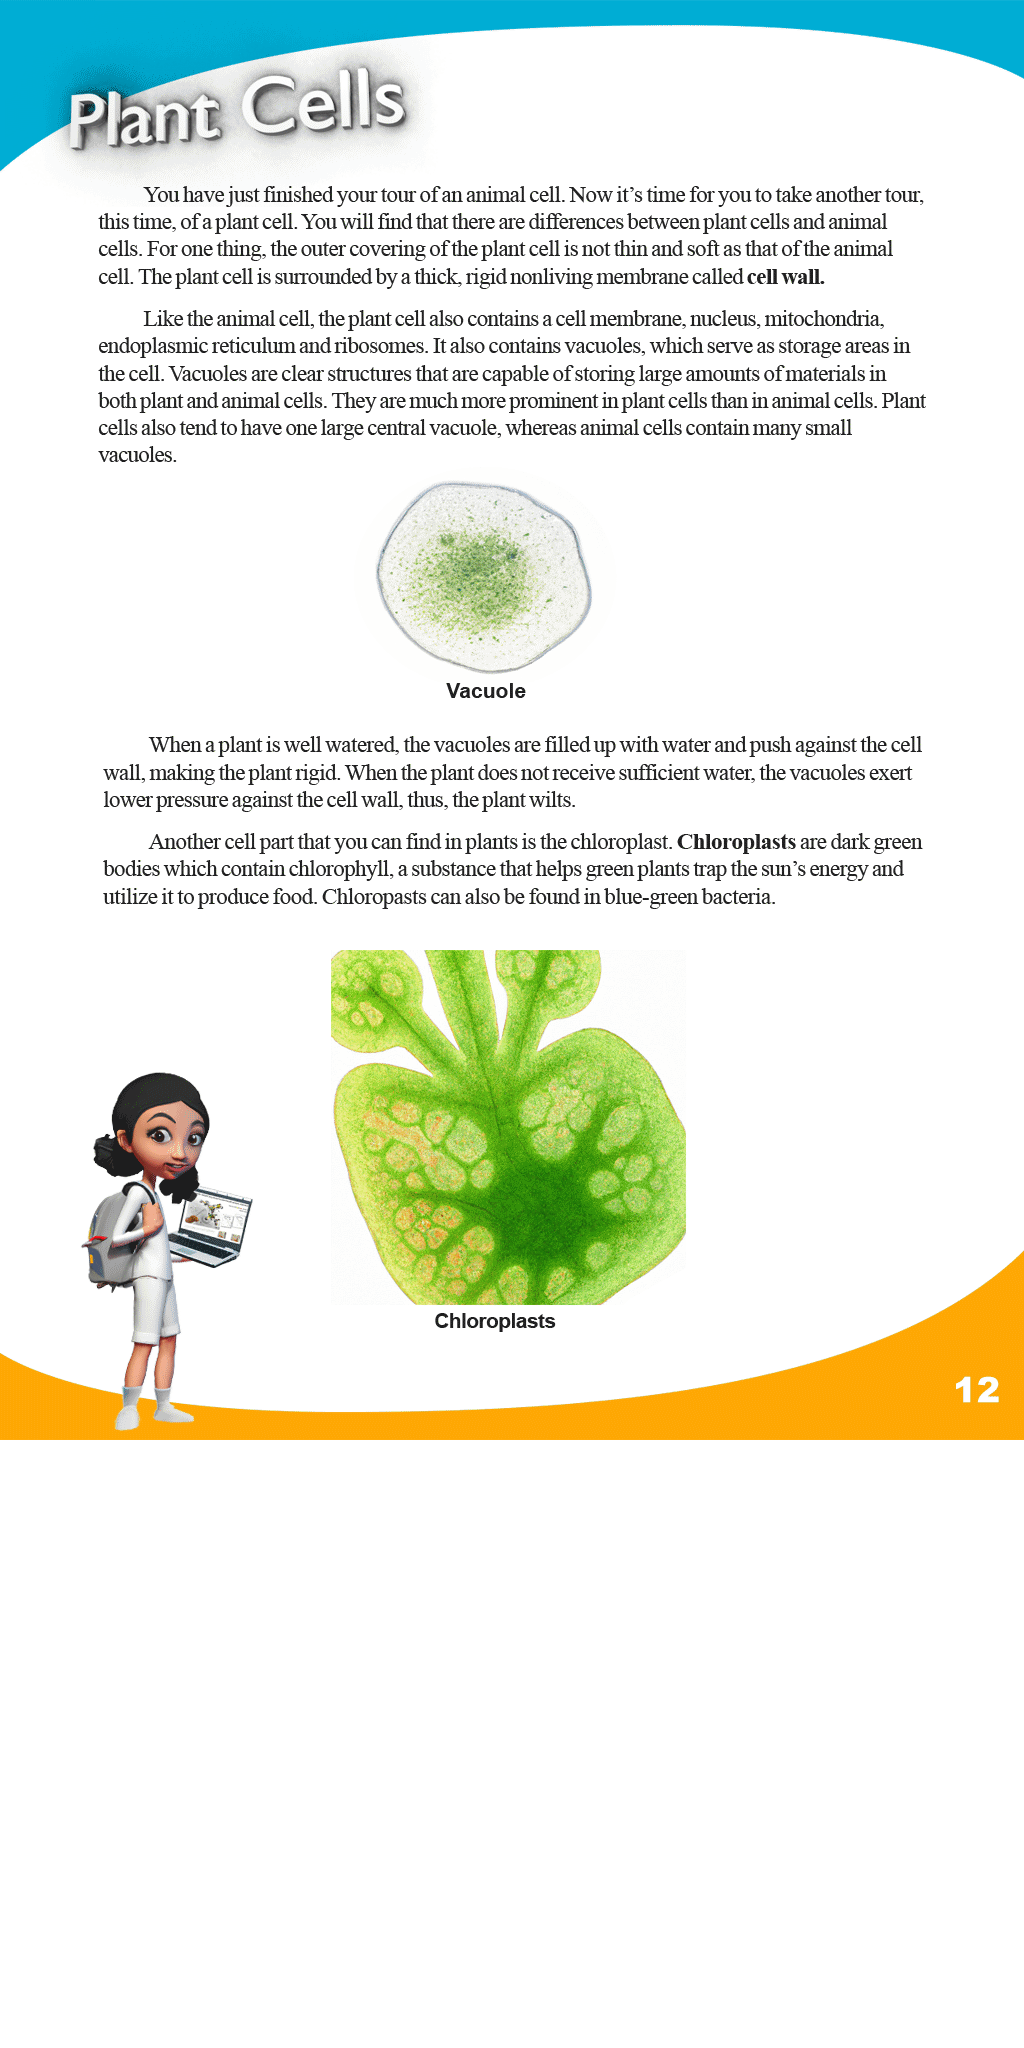 Plant Cells
You have just finished your tour of an animal cell. Now it’s time for you to take another tour,
this time, of a plant cell. You will find that there are differences between plant cells and animal
cells. For one thing, the outer covering of the plant cell is not thin and soft as that of the animal
cell. The plant cell is surrounded by a thick, rigid nonliving membrane called cell wall.
Like the animal cell, the plant cell also contains a cell membrane, nucleus, mitochondria,
endoplasmic reticulum and ribosomes. It also contains vacuoles, which serve as storage areas in
the cell. Vacuoles are clear structures that are capable of storing large amounts of materials in
both plant and animal cells. They are much more prominent in plant cells than in animal cells. Plant
cells also tend to have one large central vacuole, whereas animal cells contain many small
vacuoles.
Vacuole
When a plant is well watered, the vacuoles are filled up with water and push against the cell
wall, making the plant rigid. When the plant does not receive sufficient water, the vacuoles exert
lower pressure against the cell wall, thus, the plant wilts.
Another cell part that you can find in plants is the chloroplast. Chloroplasts are dark green
bodies which contain chlorophyll, a substance that helps green plants trap the sun’s energy and
utilize it to produce food. Chloropasts can also be found in blue-green bacteria.
Chloroplasts
12